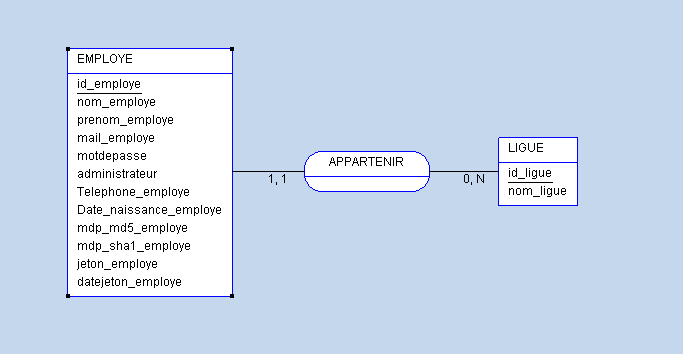 EMPLOYE
id_employe
nom_employe
prenom_employe
mail_employe
motdepasse
administrateur
Telephone_employe
Date_naissance_employe
mdp_md5_employe
mdp_sha1_employe
jeton_employe
datejeton_employe
1, 1
APPARTENIR
0, N
LIGUE
id_ligue
nom_ligue